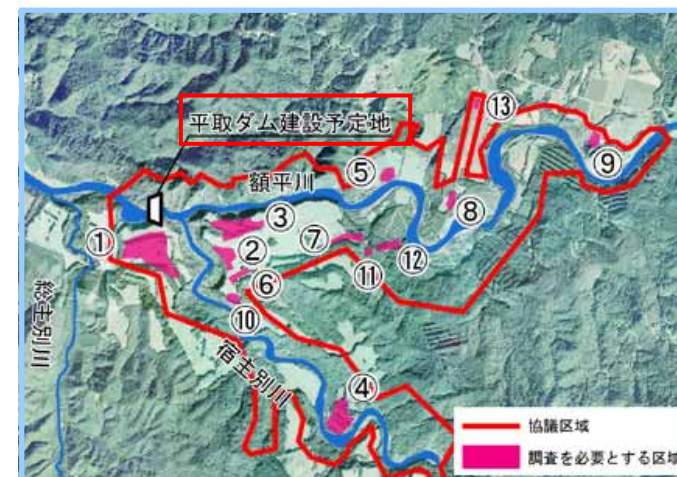 平取ダム建設予定地
⑬
⑤
額平川
⑨
③
⑧
①
②
⑦
⑥
⑪
⑫
⑩
総主別川
宿主別川
④
協議区域
調査を必要とする区域